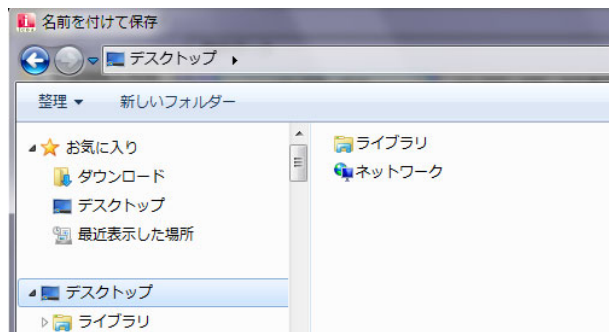 名前を付けて保存
デスクトップ
整理 新しいフォルダー
お気に入り
ダウンロード
デスクトップ
最近表示した場所
デスクトップ
ライブラリ
ライブラリ
ネットワーク